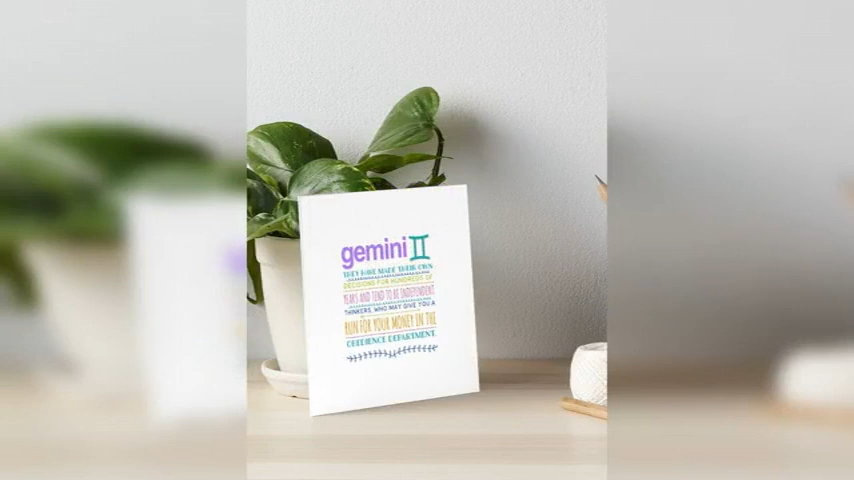 gemini♊
THEY HAVE MADE THEIR OWN
DECISIONS FOR HUNDREDS OF
YEARS AND TEND TO BE INDEPENDENT
THINKERS, WHO MAY GIVE YOU A
RUN FOR YOUR MONEY IN THE
OBEDIENCE DEPARTMENT.